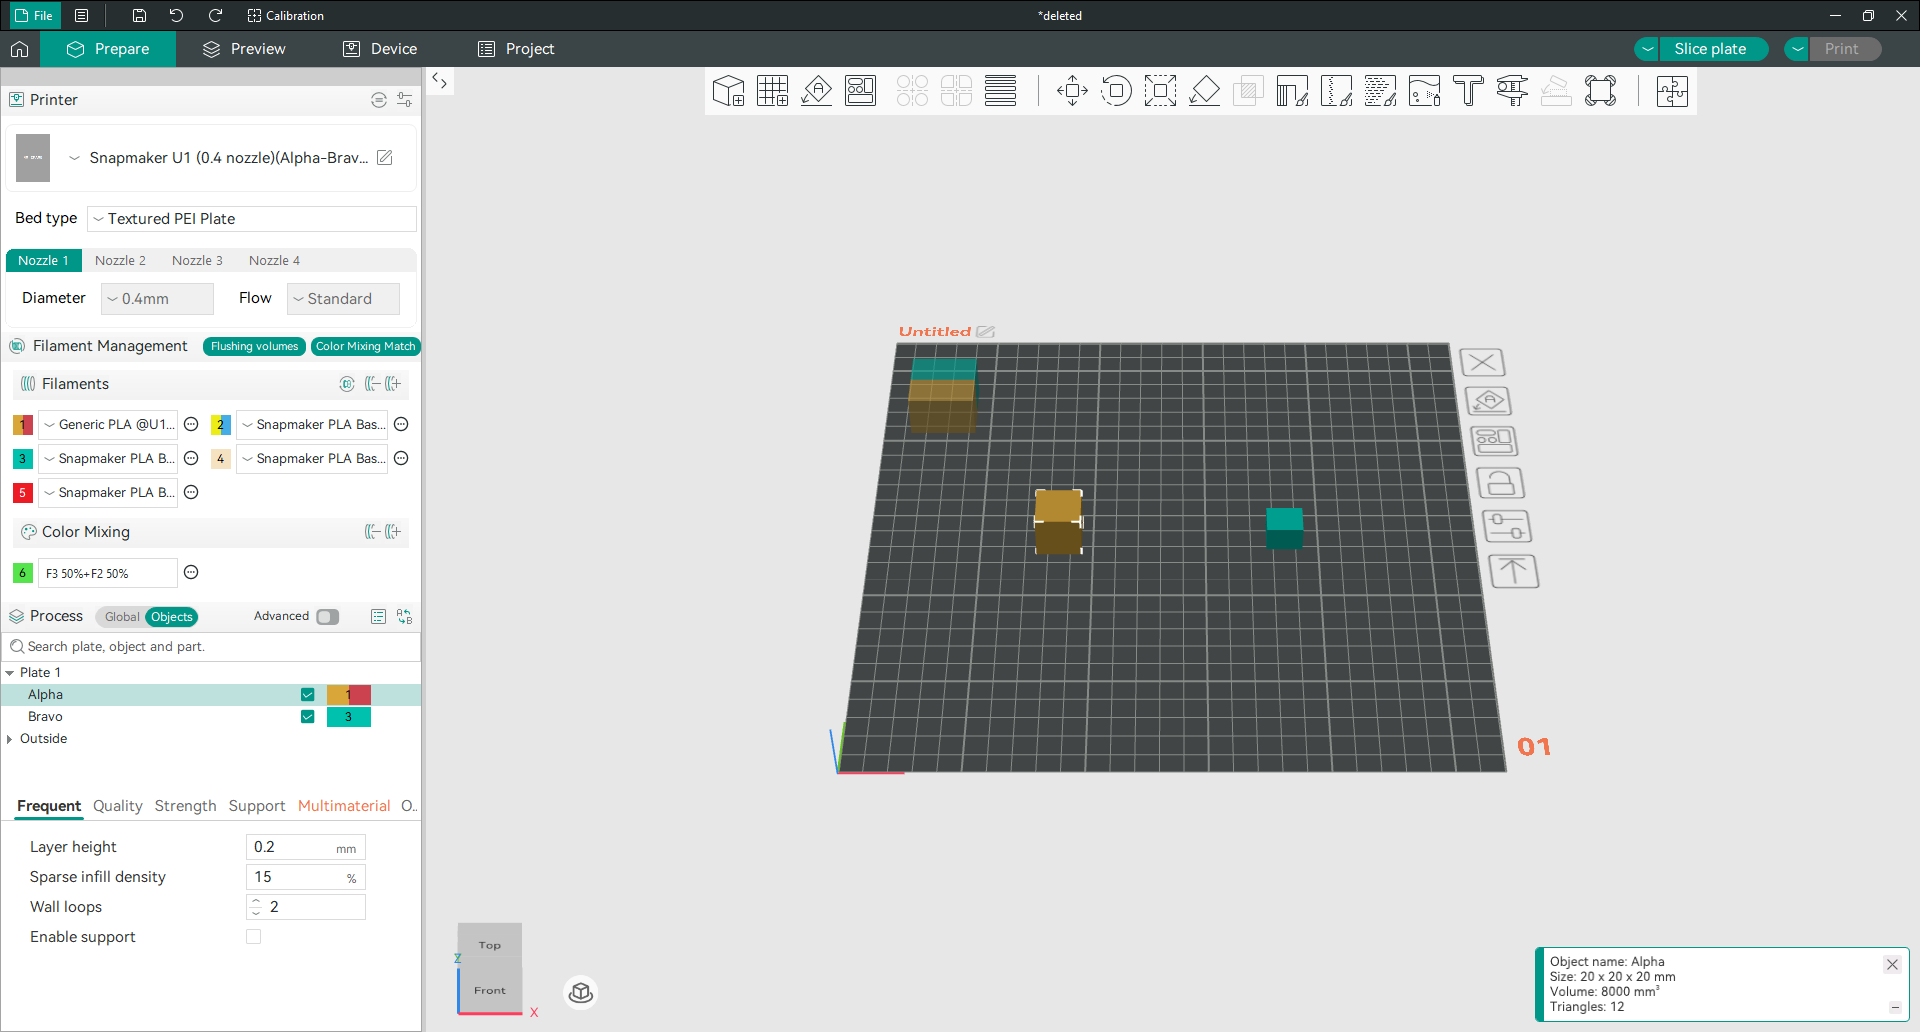 File
Calibration
*deleted
Prepare
Preview
Device
Project
Slice plate
Print
Printer
Snapmaker U1 (0.4 nozzle)(Alpha-Brav...
Bed type
Textured PEI Plate
Nozzle 1
Nozzle 2
Nozzle 3
Nozzle 4
Diameter
0.4mm
Flow
Standard
Filament Management
Flushing volumes
Color Mixing Match
Filaments
1
Generic PLA @U1...
2
Snapmaker PLA Bas...
3
Snapmaker PLA B...
4
Snapmaker PLA Bas...
5
Snapmaker PLA B...
Color Mixing
6
F3 50%+F2 50%
Process
Global
Objects
Advanced
Search plate, object and part.
Plate 1
Alpha
1
Bravo
3
Outside
Frequent
Quality
Strength
Support
Multimaterial
O..
Layer height
0.2
mm
Sparse infill density
15
%
Wall loops
2
Enable support
Untitled
01
Top
Front
Z
X
Object name: Alpha
Size: 20 x 20 x 20 mm
Volume: 8000 mm³
Triangles: 12